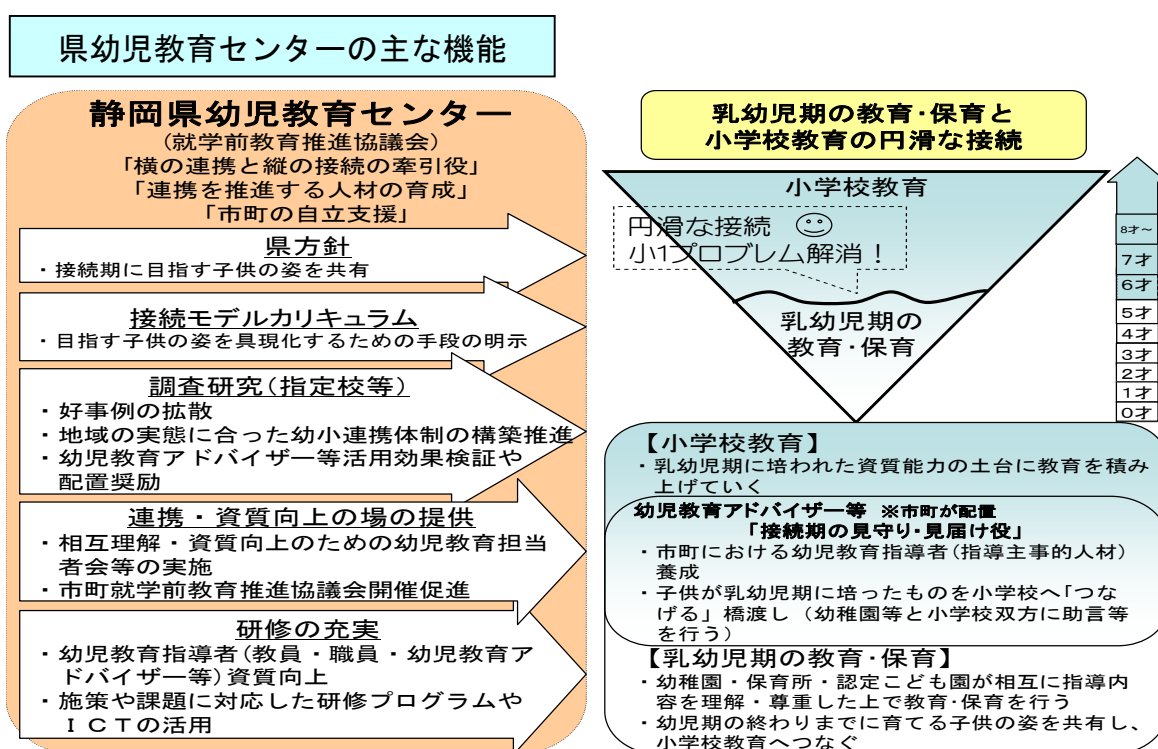 県幼児教育センターの主な機能
静岡県幼児教育センター
(就学前教育推進協議会)
「横の連携と縦の接続の牽引役」
「連携を推進する人材の育成」
「市町の自立支援」
県方針
・接続期に目指す子供の姿を共有
接続モデルカリキュラム
・目指す子供の姿を具現化するための手段の明示
調査研究(指定校等)
・好事例の拡散
・地域の実態に合った幼小連携体制の構築推進
・幼児教育アドバイザー等活用効果検証や
配置奨励
連携・資質向上の場の提供
・相互理解・資質向上のための幼児教育担当
者会等の実施
・市町就学前教育推進協議会開催促進
研修の充実
・幼児教育指導者(教員・職員・幼児教育ア
ドバイザー等)資質向上
・施策や課題に対応した研修プログラムや
ＩＣＴの活用
乳幼児期の教育･保育と
小学校教育の円滑な接続
小学校教育
円滑な接続
小1プロブレム解消！
乳幼児期の
教育･保育
8才～
7才
6才
5才
4才
3才
2才
1才
0才
【小学校教育】
・乳幼児期に培われた資質能力の土台に教育を積み
上げていく
幼児教育アドバイザー等 ※市町が配置
「接続期の見守り･見届け役」
・市町における幼児教育指導者(指導主事的人材)
養成
・子供が乳幼児期に培ったものを小学校へ｢つな
げる｣橋渡し（幼稚園等と小学校双方に助言等
を行う）
【乳幼児期の教育･保育】
・幼稚園・保育所・認定こども園が相互に指導内
容を理解・尊重した上で教育･保育を行う
・幼児期の終わりまでに育てる子供の姿を共有し、
小学校教育へつなぐ